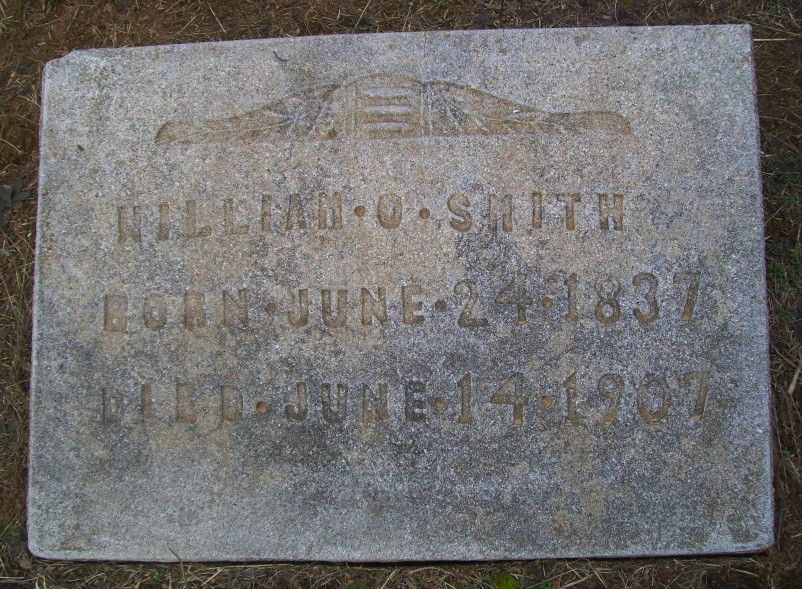 WILLIAM·O·SMITH
BORN·JUNE·24·1837
DIED·JUNE·14·1907